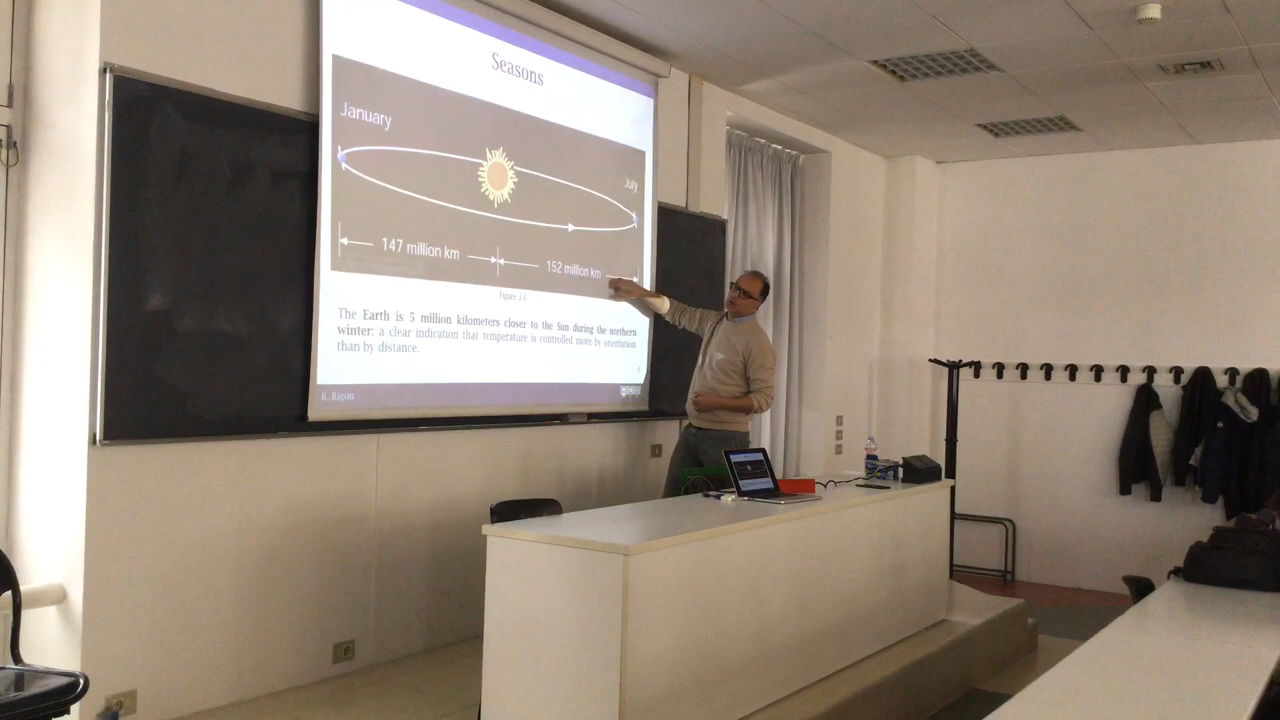 Seasons
January
July
147 million km
152 million km
Figure 3.1
The Earth is 5 million kilometers closer to the Sun during the northern
winter: a clear indication that temperature is controlled more by orientation
than by distance.
R. Rigon